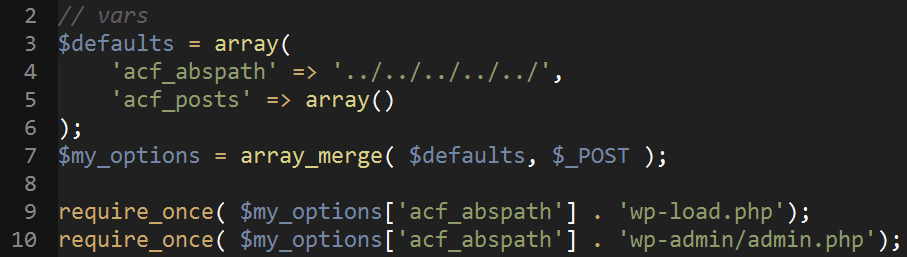 2 // vars
3 $defaults = array(
4     'acf_abspath' => '../../../../../',
5     'acf_posts' => array()
6 );
7 $my_options = array_merge( $defaults, $_POST );
8
9 require_once( $my_options['acf_abspath'] . 'wp-load.php');
10 require_once( $my_options['acf_abspath'] . 'wp-admin/admin.php');